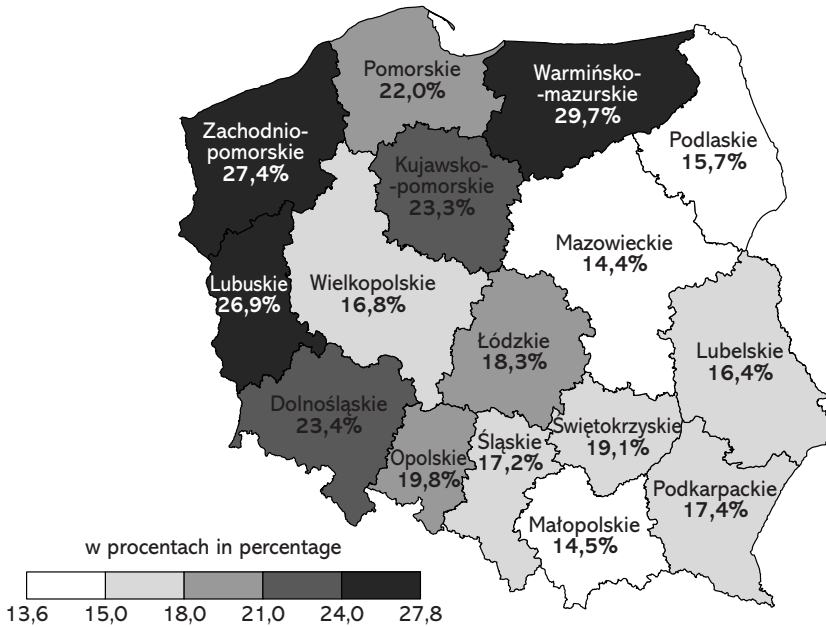 Pomorskie
22,0%
Warmińsko-
-mazurskie
29,7%
Zachodnio-
pomorskie
27,4%
Podlaskie
15,7%
Kujawsko-
-pomorskie
23,3%
Mazowieckie
14,4%
Lubuskie
26,9%
Wielkopolskie
16,8%
Łódzkie
18,3%
Lubelskie
16,4%
Dolnośląskie
23,4%
Opolskie
19,8%
Śląskie
17,2%
Świętokrzyskie
19,1%
Podkarpackie
17,4%
Małopolskie
14,5%
w procentach in percentage
13,6 15,0 18,0 21,0 24,0 27,8